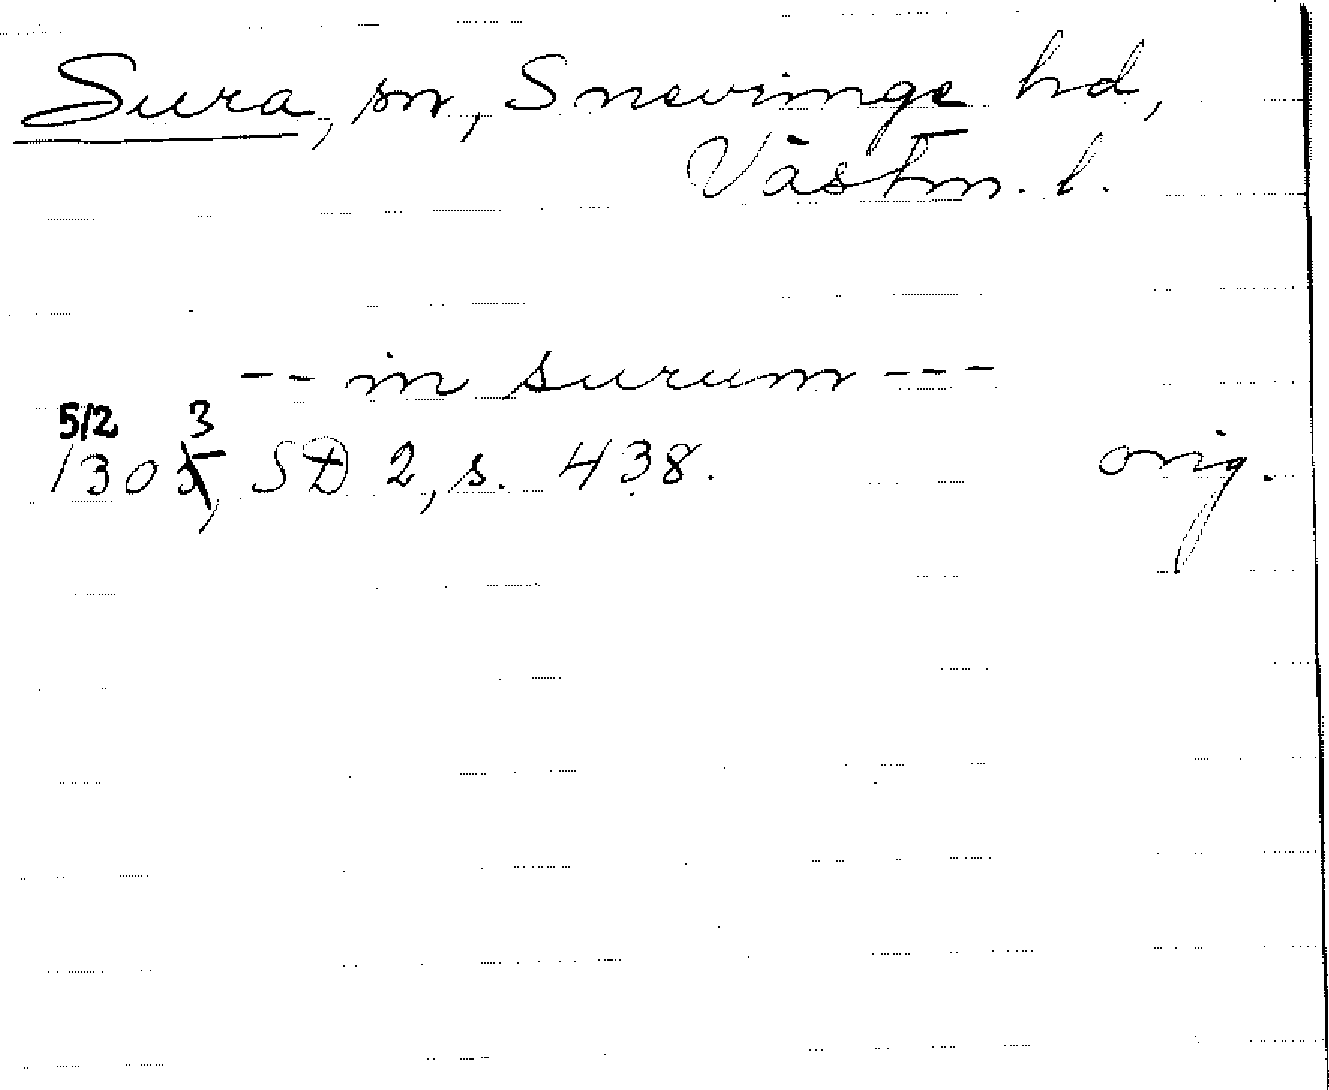 Sura, sn, Snevringe hd,
Västm. l.
-- in surum ---
5/2 3
1305, SD 2, s. 438. orig.